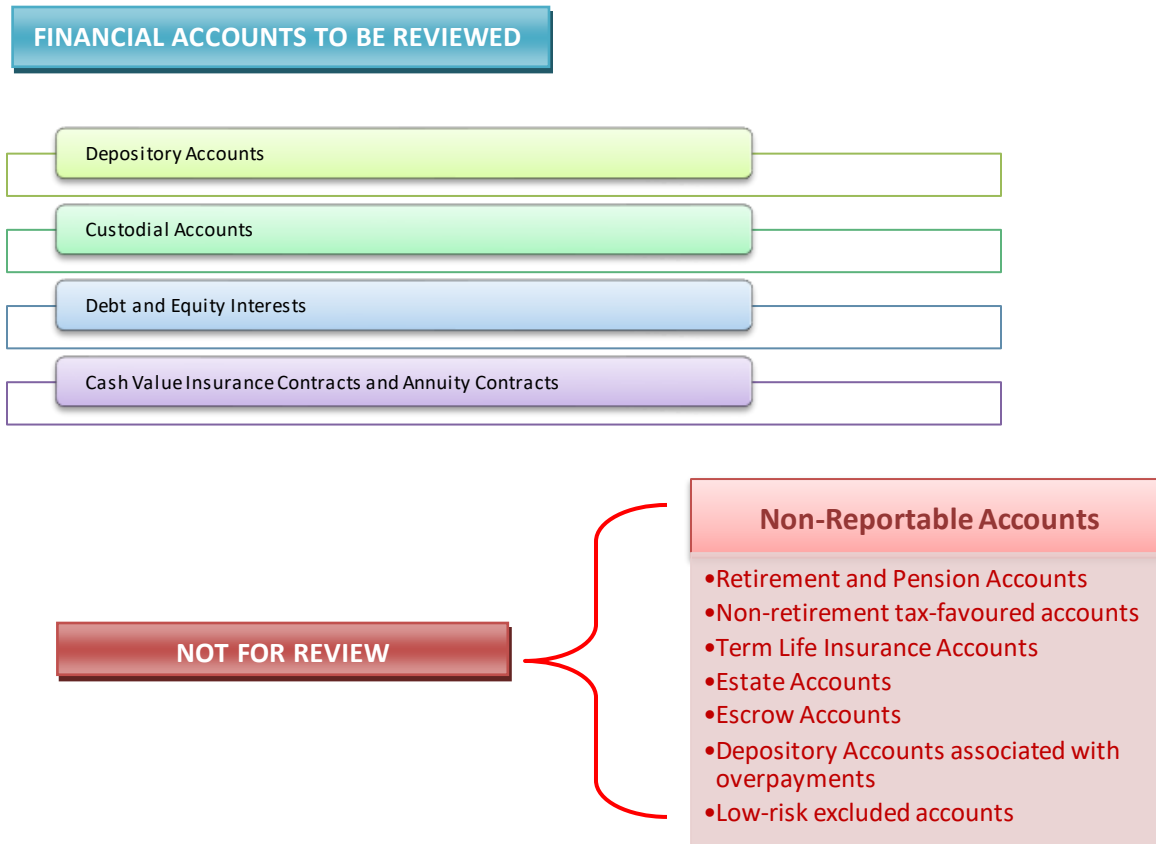 FINANCIAL ACCOUNTS TO BE REVIEWED
Depository Accounts
Custodial Accounts
Debt and Equity Interests
Cash Value Insurance Contracts and Annuity Contracts
NOT FOR REVIEW
Non-Reportable Accounts
•Retirement and Pension Accounts
•Non-retirement tax-favoured accounts
•Term Life Insurance Accounts
•Estate Accounts
•Escrow Accounts
•Depository Accounts associated with
overpayments
•Low-risk excluded accounts